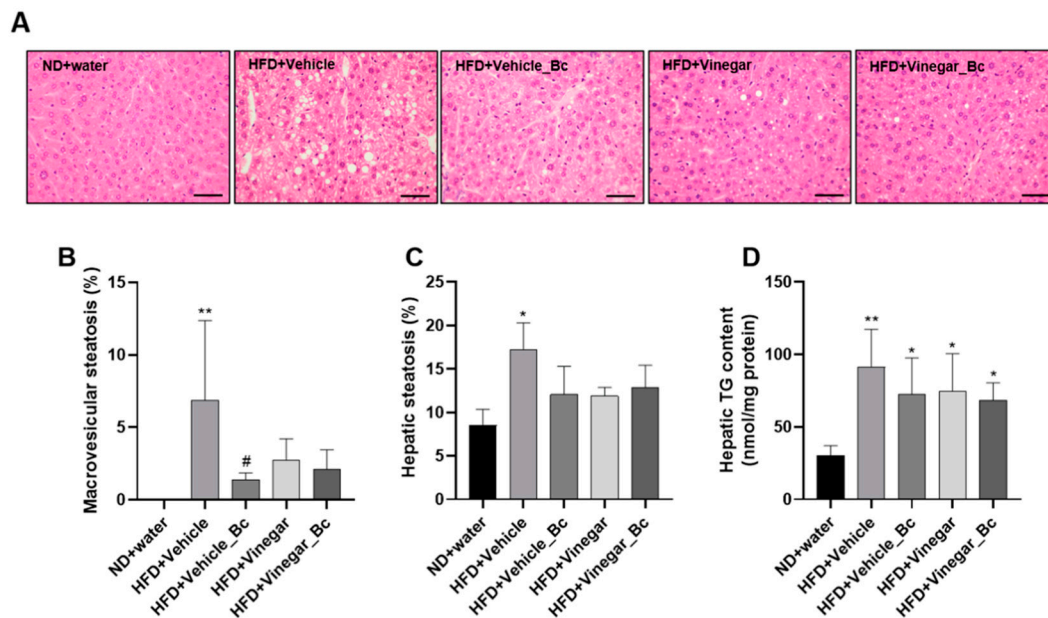 A
ND+water
HFD+Vehicle
HFD+Vehicle_Bc
HFD+Vinegar
HFD+Vinegar_Bc
B
Macrovesicular steatosis (%)
15
10
5
0
**
#
ND+water
HFD+Vehicle
HFD+Vehicle_Bc
HFD+Vinegar
HFD+Vinegar_Bc
C
Hepatic steatosis (%)
25
20
15
10
5
0
*
ND+water
HFD+Vehicle
HFD+Vehicle_Bc
HFD+Vinegar
HFD+Vinegar_Bc
D
Hepatic TG content
(nmol/mg protein)
150
100
50
0
**
*
*
*
ND+water
HFD+Vehicle
HFD+Vehicle_Bc
HFD+Vinegar
HFD+Vinegar_Bc